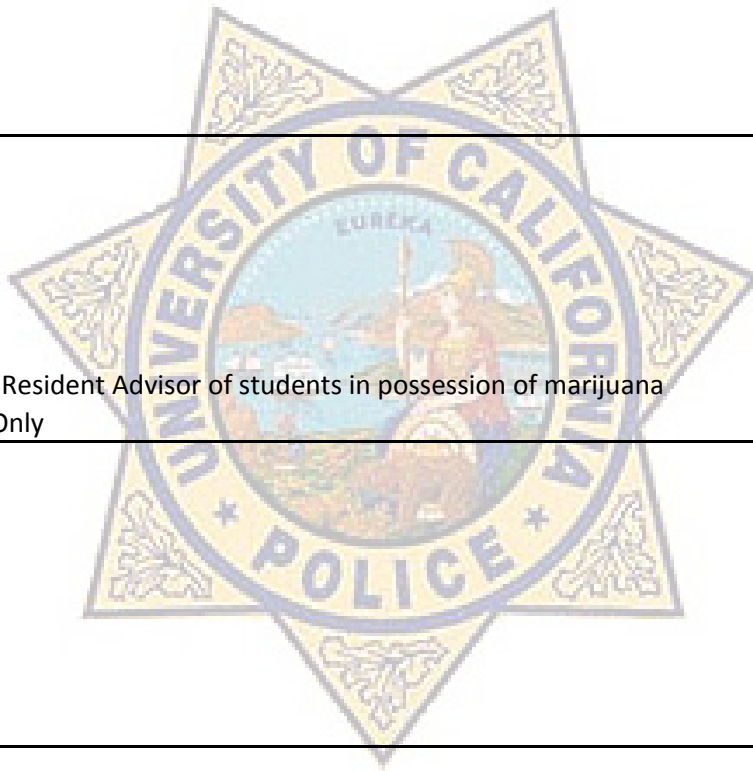 UNIVERSITY OF CALIFORNIA
EUREKA
Resident Advisor of students in possession of marijuana
Only
POLICE